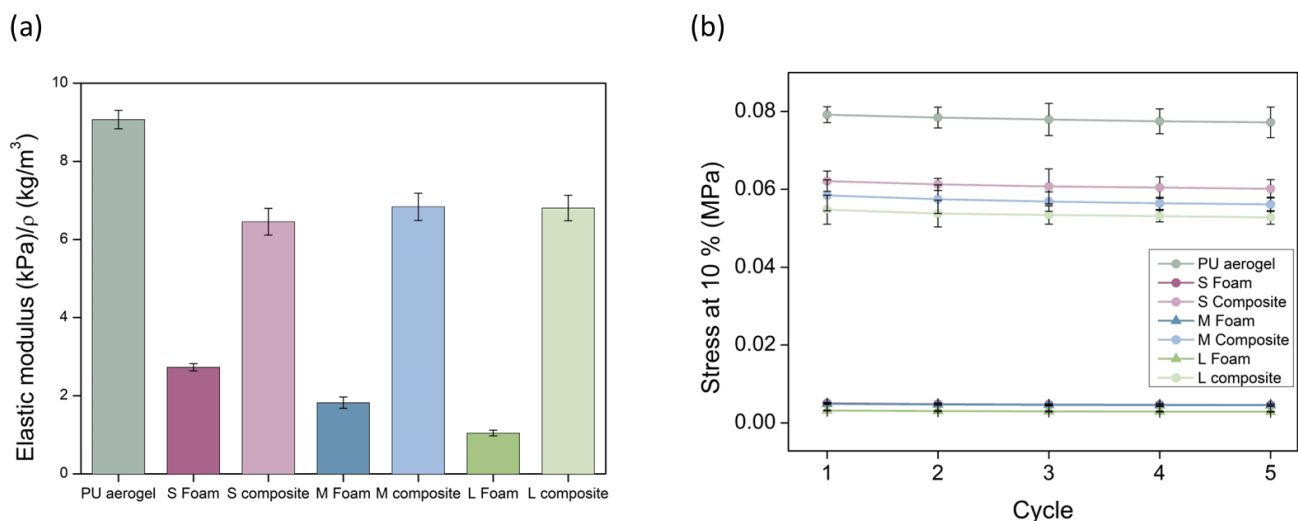 (a)
Elastic modulus (kPa)/ρ (kg/m³)
10
8
6
4
2
0
PU aerogel S Foam S composite M Foam M composite L Foam L composite
(b)
Stress at 10 % (MPa)
0.08
0.06
0.04
0.02
0.00
PU aerogel
S Foam
S Composite
M Foam
M Composite
L Foam
L composite
1 2 3 4 5
Cycle